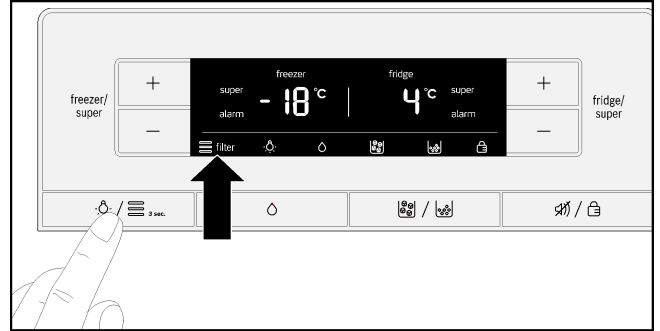 freezer
fridge
super
- 18 °C
4 °C
super
alarm
alarm
filter
freezer/
super
+
−
+
−
fridge/
super
/ 3 sec.
/
/